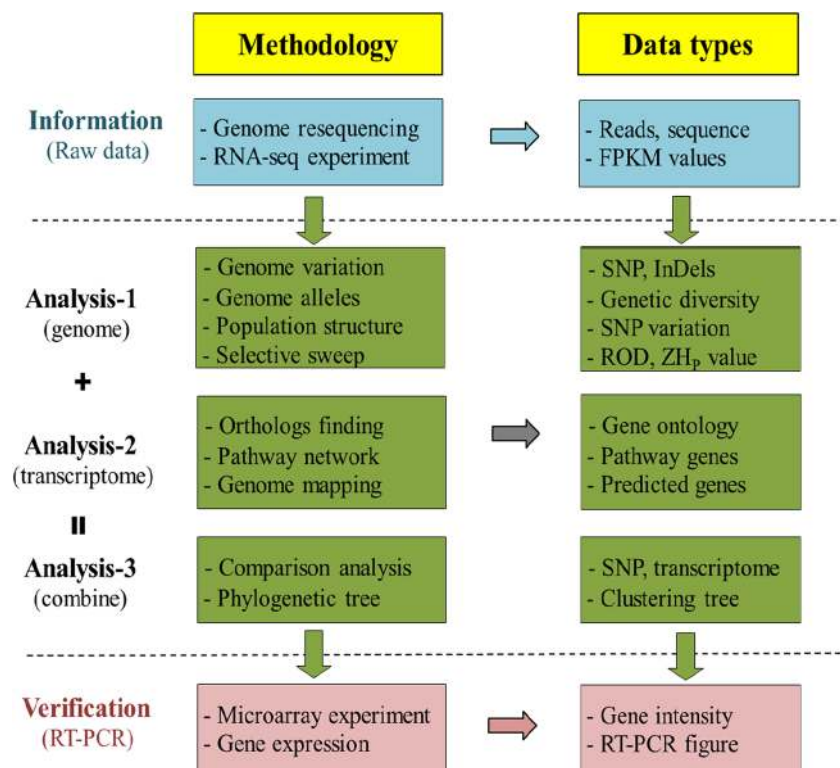 Methodology
Data types
Information
(Raw data)
- Genome resequencing
- RNA-seq experiment
- Reads, sequence
- FPKM values
Analysis-1
(genome)
- Genome variation
- Genome alleles
- Population structure
- Selective sweep
- SNP, InDels
- Genetic diversity
- SNP variation
- ROD, ZHP value
+
Analysis-2
(transcriptome)
- Orthologs finding
- Pathway network
- Genome mapping
- Gene ontology
- Pathway genes
- Predicted genes
=
Analysis-3
(combine)
- Comparison analysis
- Phylogenetic tree
- SNP, transcriptome
- Clustering tree
Verification
(RT-PCR)
- Microarray experiment
- Gene expression
- Gene intensity
- RT-PCR figure